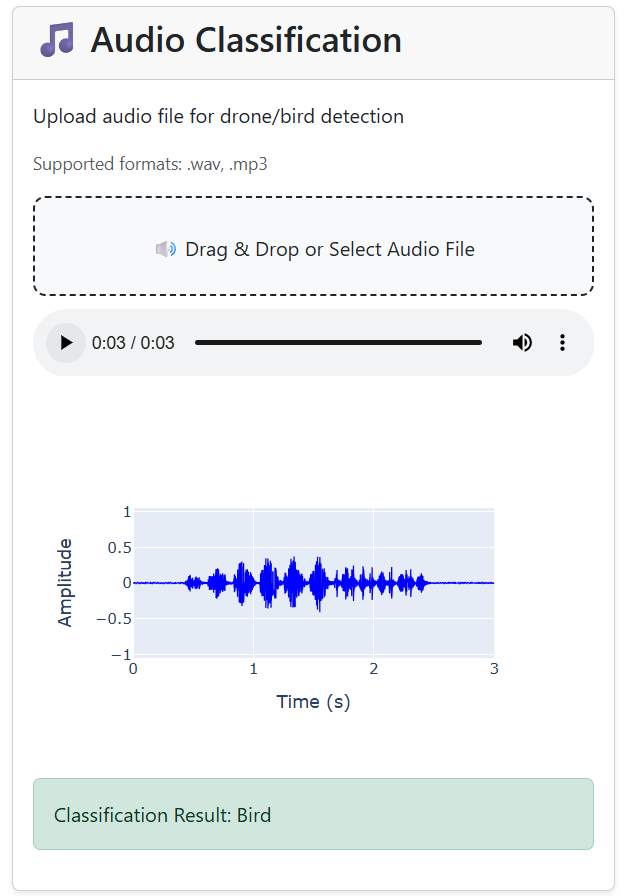 Audio Classification
Upload audio file for drone/bird detection
Supported formats: .wav, .mp3
Drag & Drop or Select Audio File
0:03 / 0:03
Amplitude
1
0.5
0
−0.5
−1
0 1 2 3
Time (s)
Classification Result: Bird